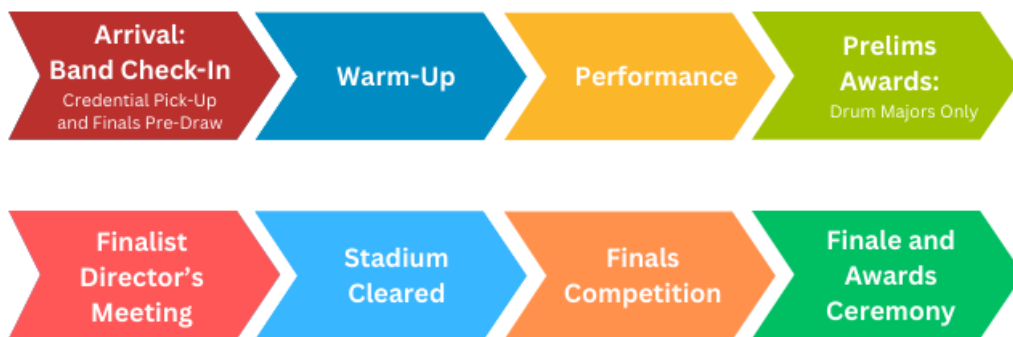 Arrival:
Band Check-In
Credential Pick-Up
and Finals Pre-Draw
Warm-Up
Performance
Prelims
Awards:
Drum Majors Only
Finalist
Director's
Meeting
Stadium
Cleared
Finals
Competition
Finale and
Awards
Ceremony